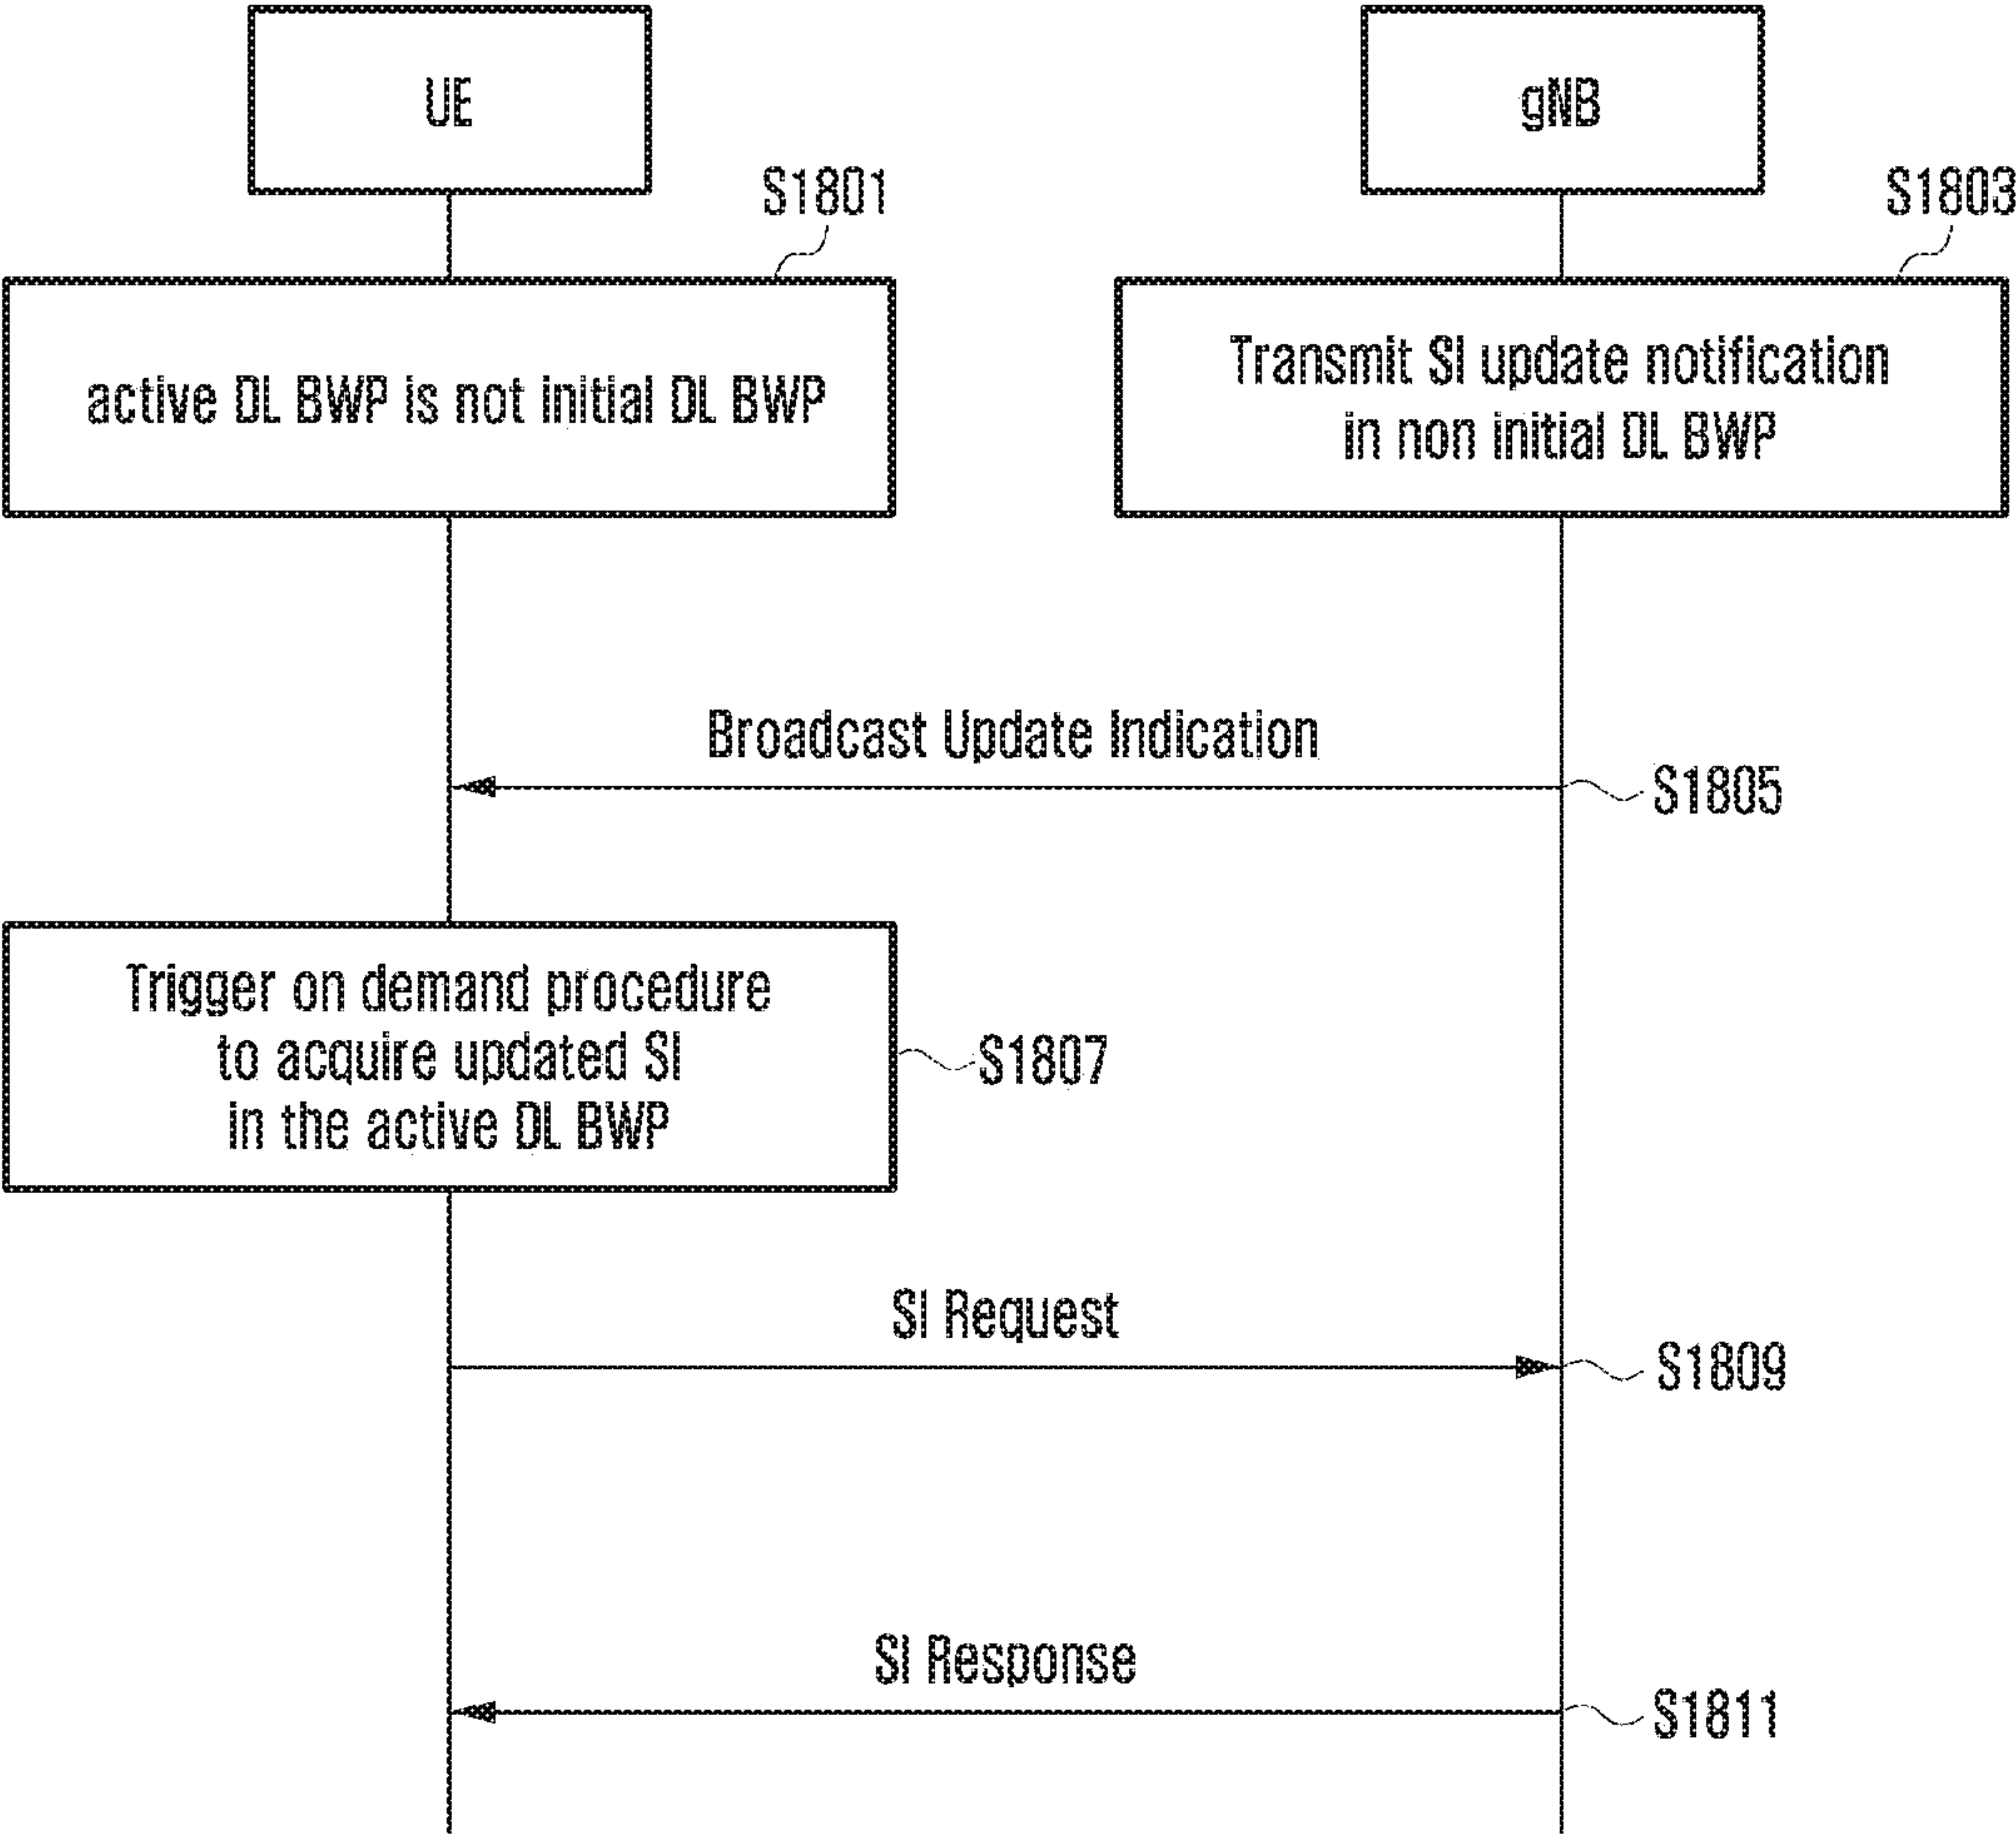 UE
gNB
S1801
S1803
active DL BWP is not initial DL BWP
Transmit SI update notification
in non initial DL BWP
Broadcast Update Indication
S1805
Trigger on demand procedure
to acquire updated SI
in the active DL BWP
S1807
SI Request
S1809
SI Response
S1811